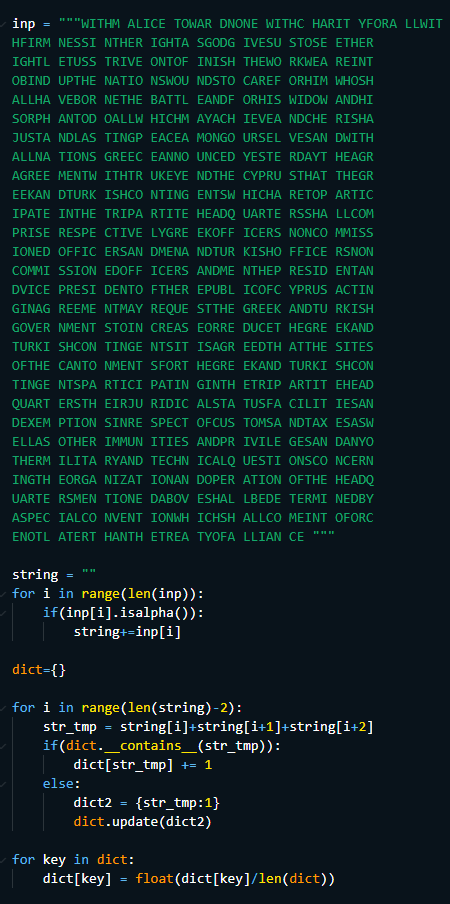 inp = """WITHM ALICE TOWAR DNONE WITHC HARIT YFORA LLWIT
HFIRM NESSI NTHER IGHTA SGODG IVESU STOSE ETHER
IGHTL ETUSS TRIVE ONTOF INISH THEWO RKWEA REINT
OBIND UPTHE NATIO NSWOU NDSTO CAREF ORHIM WHOSH
ALLHA VEBOR NETHE BATTL EANDF ORHIS WIDOW ANDHI
SORPH ANTOD OALLW HICHM AYACH IEVEA NDCHE RISHA
JUSTA NDLAS TINGP EACEA MONGO URSEL VESAN DWITH
ALLNA TIONS GREEC EANNO UNCED YESTE RDAYT HEAGR
AGREE MENTW ITHTR UKEYE NDTHE CYPRU STHAT THEGR
EEKAN DTURK ISHCO NTING ENTSW HICHA RETOP ARTIC
IPATE INTHE TRIPA RTITE HEADQ UARTE RSSHA LLCOM
PRISE RESPE CTIVE LYGRE EKOFF ICERS NONCO MMISS
IONED OFFIC ERSAN DMENA NDTUR KISHO FFICE RSNON
COMMI SSION EDOFF ICERS ANDME NTHEP RESID ENTAN
DVICE PRESI DENTO FTHER EPUBL ICOFC YPRUS ACTIN
GINAG REEME NTMAY REQUE STTHE GREEK ANDTU RKISH
GOVER NMENT STOIN CREAS EORRE DUCET HEGRE EKAND
TURKI SHCON TINGE NTSIT ISAGR EEDTH ATTHE SITES
OFTHE CANTO NMENT SFORT HEGRE EKAND TURKI SHCON
TINGE NTSPA RTICI PATIN GINTH ETRIP ARTIT EHEAD
QUART ERSTH EIRJU RIDIC ALSTA TUSFA CILIT IESAN
DEXEM PTION SINRE SPECT OFCUS TOMSA NDTAX ESASW
ELLAS OTHER IMMUN ITIES ANDPR IVILE GESAN DANYO
THERM ILITA RYAND TECHN ICALQ UESTI ONSCO NCERN
INGTH EORGA NIZAT IONAN DOPER ATION OFTHE HEADQ
UARTE RSMEN TIONE DABOV ESHAL LBEDE TERMI NEDBY
ASPEC IALCO NVENT IONWH ICHSH ALLCO MEINT OFORC
ENOTL ATERT HANTH ETREA TYOFA LLIAN CE """
string = ""
for i in range(len(inp)):
    if(inp[i].isalpha()):
        string+=inp[i]
dict={}
for i in range(len(string)-2):
    str_tmp = string[i]+string[i+1]+string[i+2]
    if(dict.__contains__(str_tmp)):
        dict[str_tmp] += 1
    else:
        dict2 = {str_tmp:1}
        dict.update(dict2)
for key in dict:
    dict[key] = float(dict[key]/len(dict))